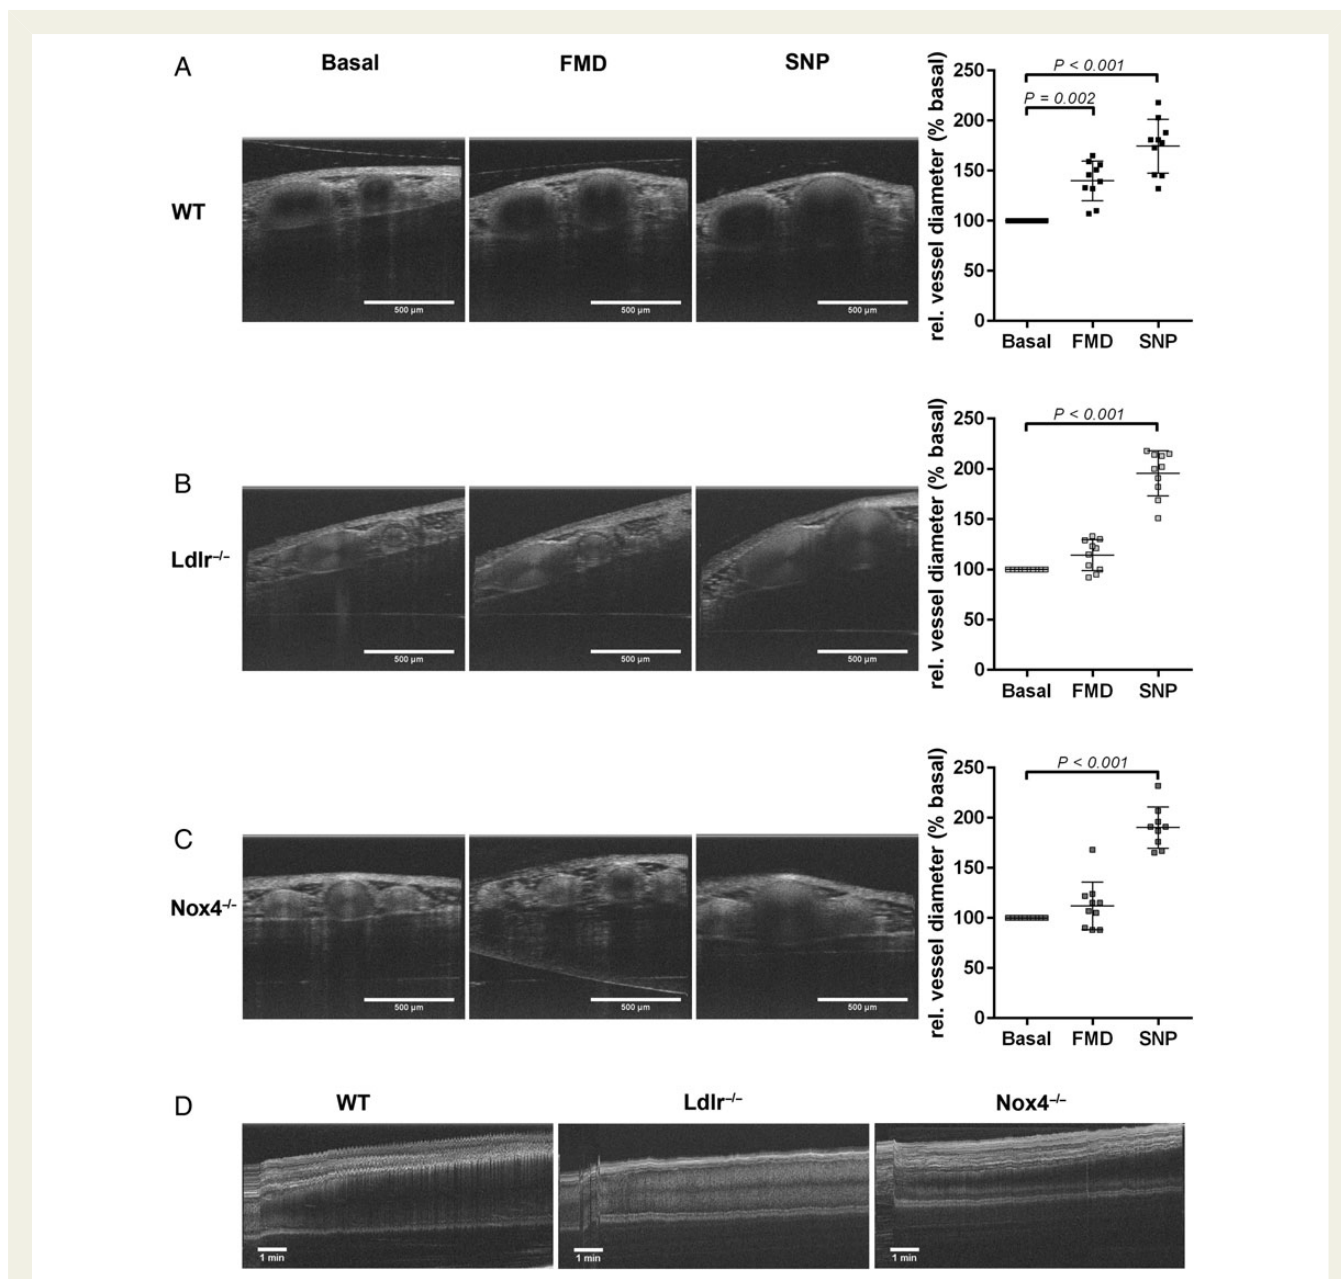 A
Basal
FMD
SNP
WT
500 µm
500 µm
500 µm
rel. vessel diameter (% basal)
250
200
150
100
50
0
P < 0.001
P = 0.002
Basal
FMD
SNP
B
Ldlr⁻/⁻
500 µm
500 µm
500 µm
rel. vessel diameter (% basal)
250
200
150
100
50
0
P < 0.001
Basal
FMD
SNP
C
Nox4⁻/⁻
500 µm
500 µm
500 µm
rel. vessel diameter (% basal)
250
200
150
100
50
0
P < 0.001
Basal
FMD
SNP
D
WT
Ldlr⁻/⁻
Nox4⁻/⁻
1 min
1 min
1 min